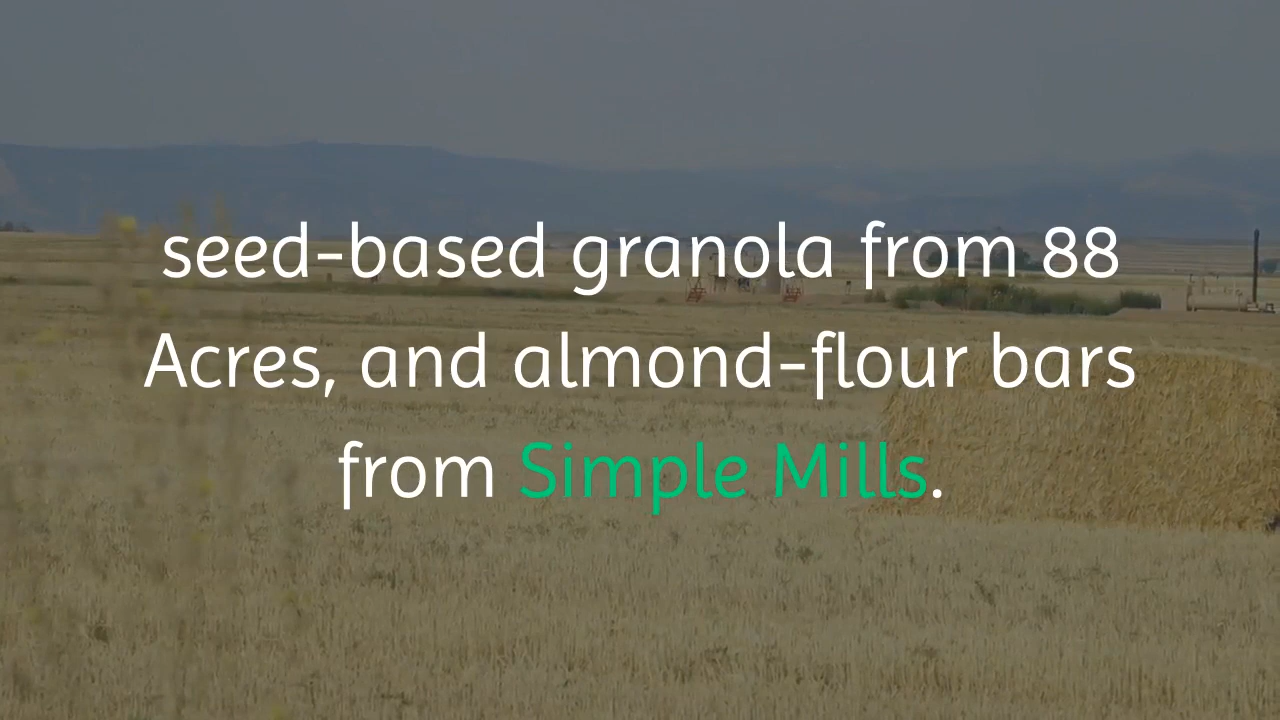 seed-based granola from 88
Acres, and almond-flour bars
from Simple Mills.